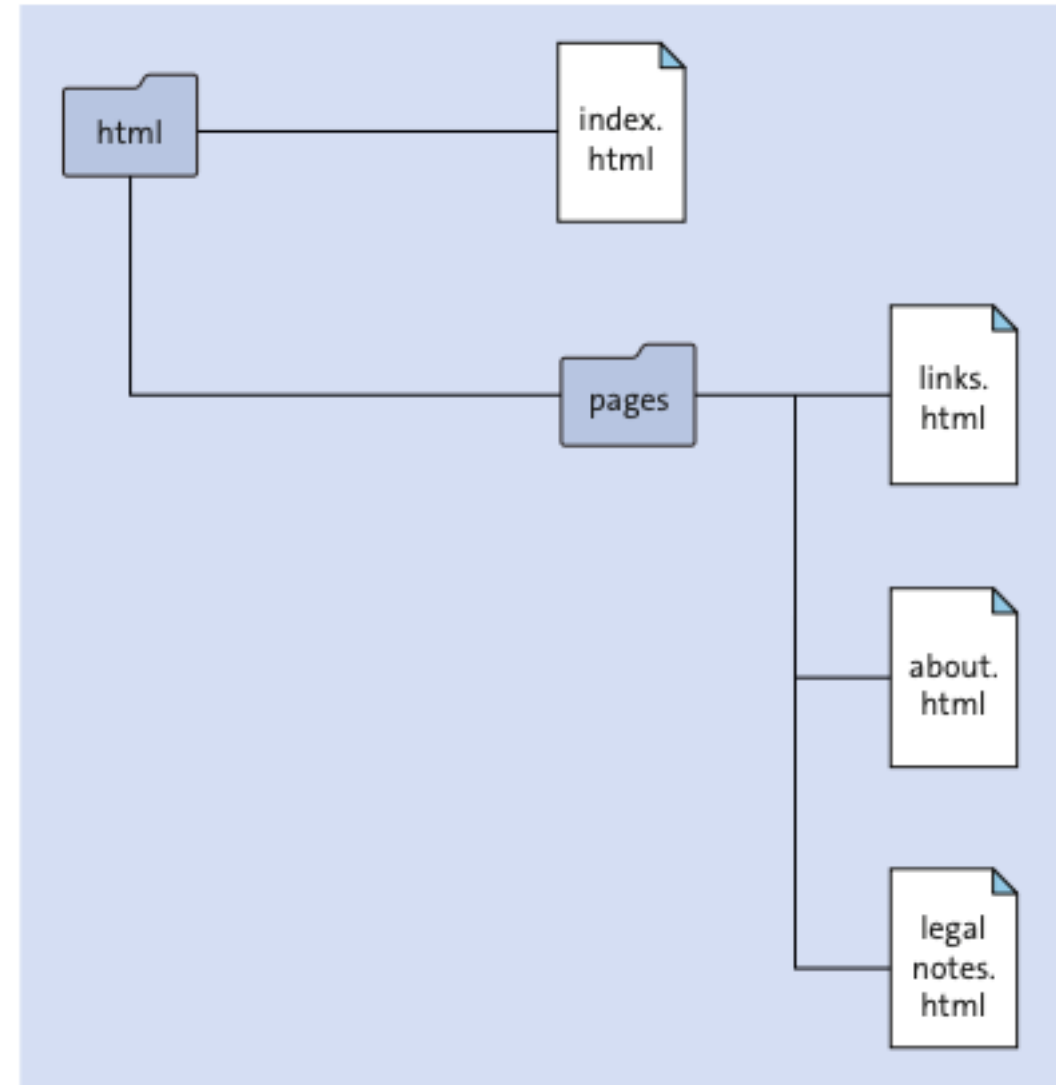 html
index.
html
pages
links.
html
about.
html
legal
notes.
html